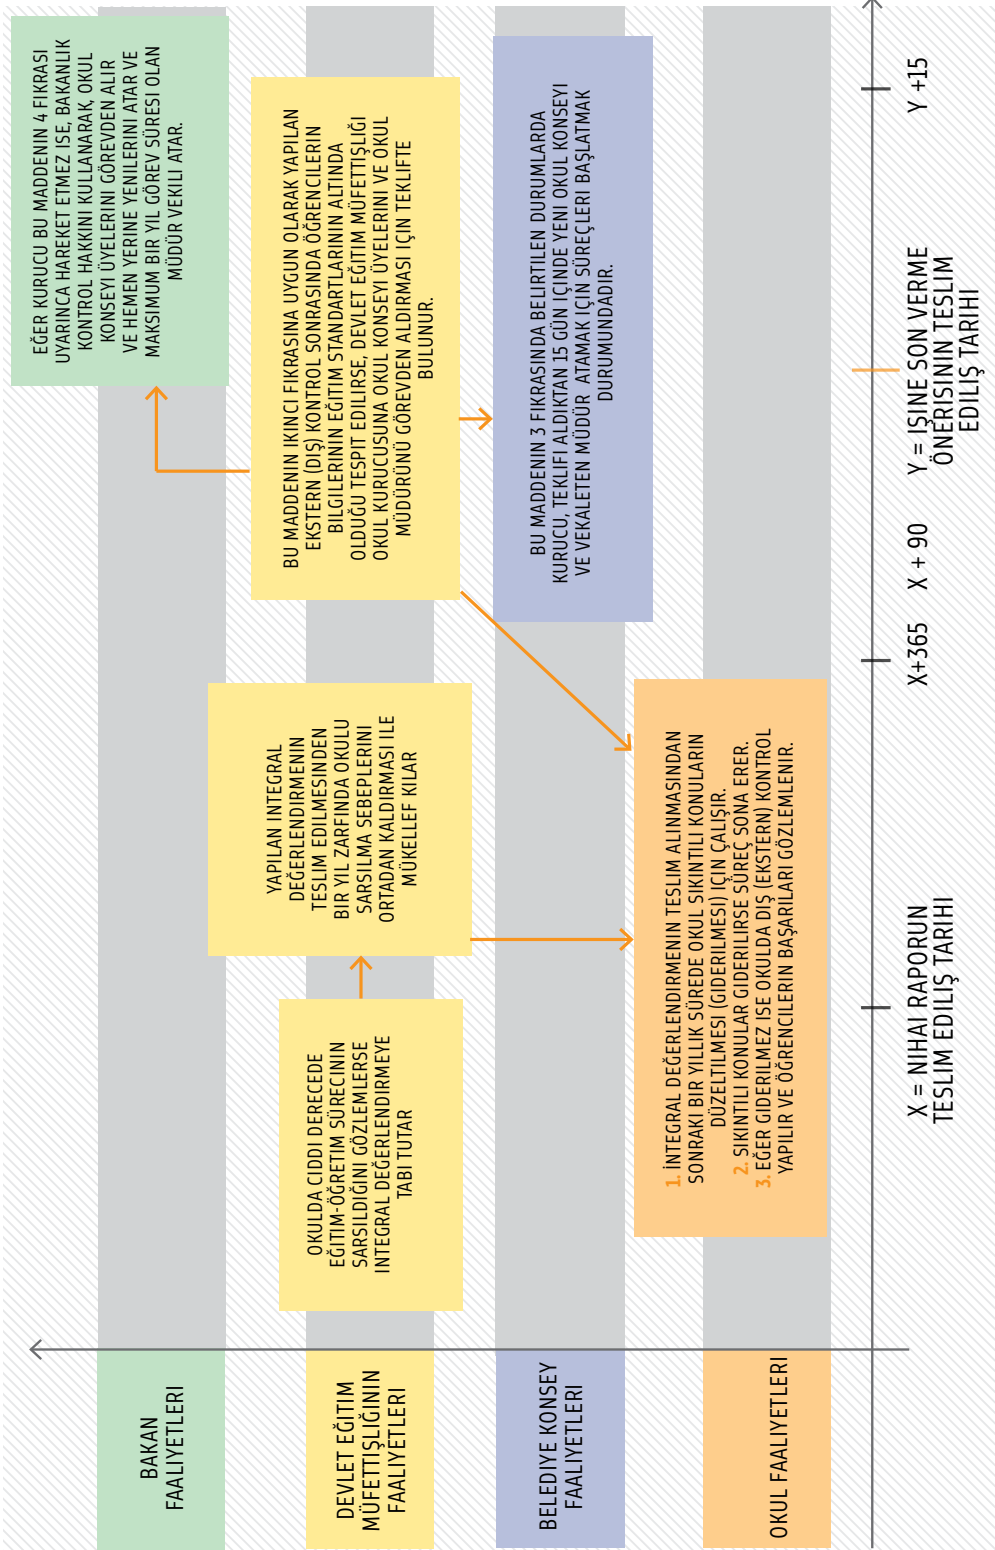 BAKAN
FAALIYETLERI
EĞER KURUCU BU MADDENIN 4 FIKRASI
UYARINCA HAREKET ETMEZ ISE, BAKANLIK
KONTROL HAKKINI KULLANARAK, OKUL
KONSEYI ÜYELERINI GÖREVDEN ALIR
VE HEMEN YERINE YENILERINI ATAR VE
MAKSIMUM BIR YIL GÖREV SÜRESI OLAN
MÜDÜR VEKILI ATAR.
DEVLET EĞITIM
MÜFETTIŞLIĞININ
FAALIYETLERI
OKULDA CIDDI DERECEDE
EĞITIM-ÖĞRETIM SÜRECININ
SARSILDIĞINI GÖZLEMLERSE
INTEGRAL DEĞERLENDIRMEYE
TABI TUTAR
YAPILAN INTEGRAL
DEĞERLENDIRMENIN
TESLIM EDILMESINDEN
BIR YIL ZARFINDA OKULU
SARSILMA SEBEPLERINI
ORTADAN KALDIRMASI ILE
MÜKELLEF KILAR
BU MADDENIN IKINCI FIKRASINA UYGUN OLARAK YAPILAN
EKSTERN (DIŞ) KONTROL SONRASINDA ÖĞRENCILERIN
BILGILERININ EĞITIM STANDARTLARININ ALTINDA
OLDUĞU TESPIT EDILIRSE, DEVLET EĞITIM MÜFETTIŞLIĞI
OKUL KURUCUSUNA OKUL KONSEYI ÜYELERINI VE OKUL
MÜDÜRÜNÜ GÖREVDEN ALDIRMASI IÇIN TEKLIFTE
BULUNUR.
BELEDIYE KONSEY
FAALIYETLERI
BU MADDENIN 3 FIKRASINDA BELIRTILEN DURUMLARDA
KURUCU, TEKLIFI ALDIKTAN 15 GÜN IÇINDE YENI OKUL KONSEYI
VE VEKALETEN MÜDÜR ATAMAK IÇIN SÜREÇLERI BAŞLATMAK
DURUMUNDADIR.
OKUL FAALIYETLERI
1. İNTEGRAL DEĞERLENDIRMENIN TESLIM ALINMASINDAN
SONRAKI BIR YILLIK SÜREDE OKUL SIKINTILI KONULARIN
DÜZELTILMESI (GIDERILMESI) IÇIN ÇALIŞIR.
2. SIKINTILI KONULAR GIDERILIRSE SÜREÇ SONA ERER.
3. EĞER GIDERILMEZ ISE OKULDA DIŞ (EKSTERN) KONTROL
YAPILIR VE ÖĞRENCILERIN BAŞARILARI GÖZLEMLENIR.
X = NIHAI RAPORUN
TESLIM EDILIŞ TARIHI
X+365
X + 90
Y = IŞINE SON VERME
ÖNERISININ TESLIM
EDILIŞ TARIHI
Y +15